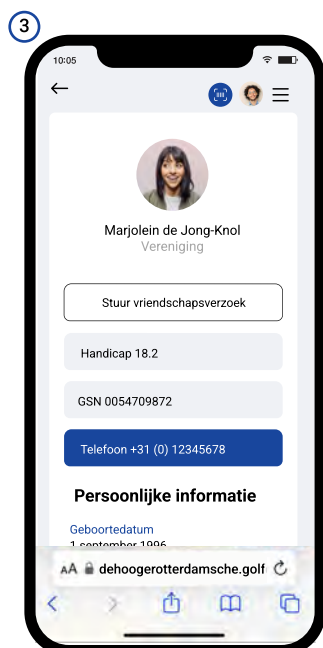 3
10:05
Marjolein de Jong-Knol
Vereniging
Stuur vriendschapsverzoek
Handicap 18.2
GSN 0054709872
Telefoon +31 (0) 12345678
Persoonlijke informatie
Geboortedatum
1 september 1996
AA dehoogerotterdamsche.golf